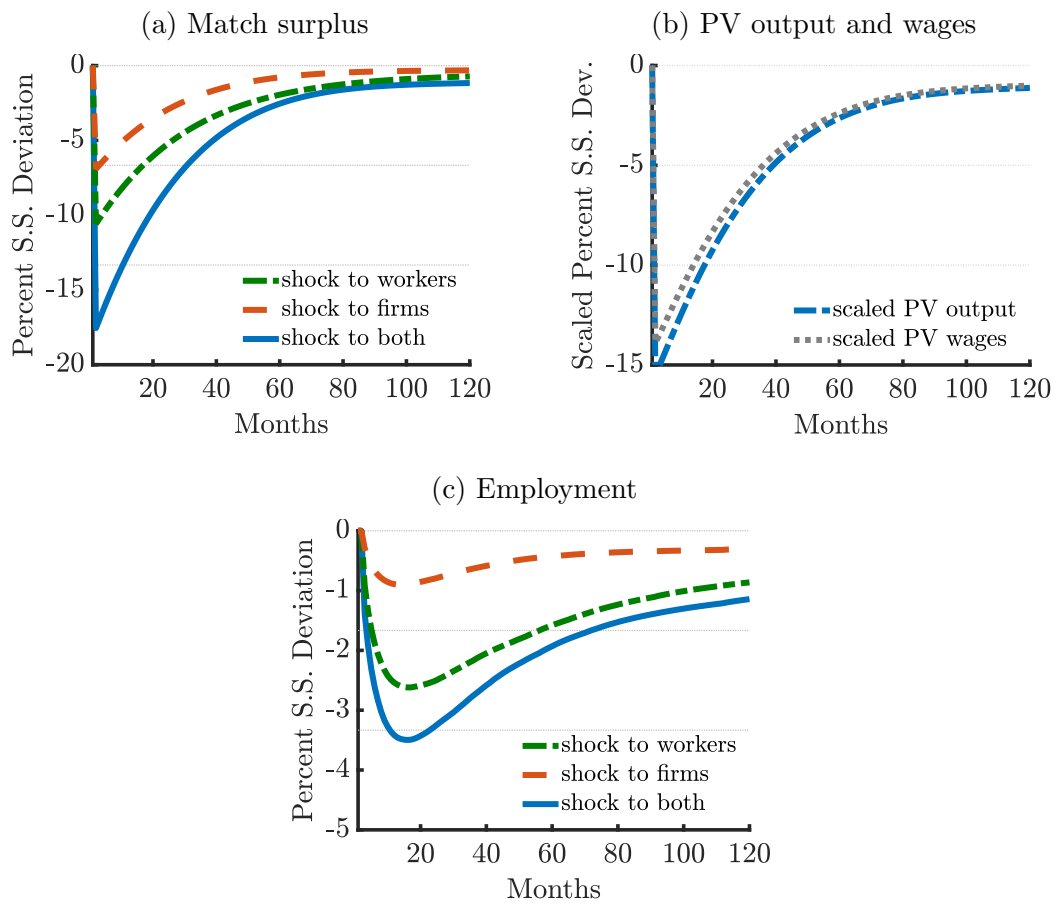 (a) Match surplus
Percent S.S. Deviation
0
-5
-10
-15
-20
shock to workers
shock to firms
shock to both
20 40 60 80 100 120
Months
(b) PV output and wages
Scaled Percent S.S. Dev.
0
-5
-10
-15
scaled PV output
scaled PV wages
20 40 60 80 100 120
Months
(c) Employment
Percent S.S. Deviation
0
-1
-2
-3
-4
-5
shock to workers
shock to firms
shock to both
20 40 60 80 100 120
Months